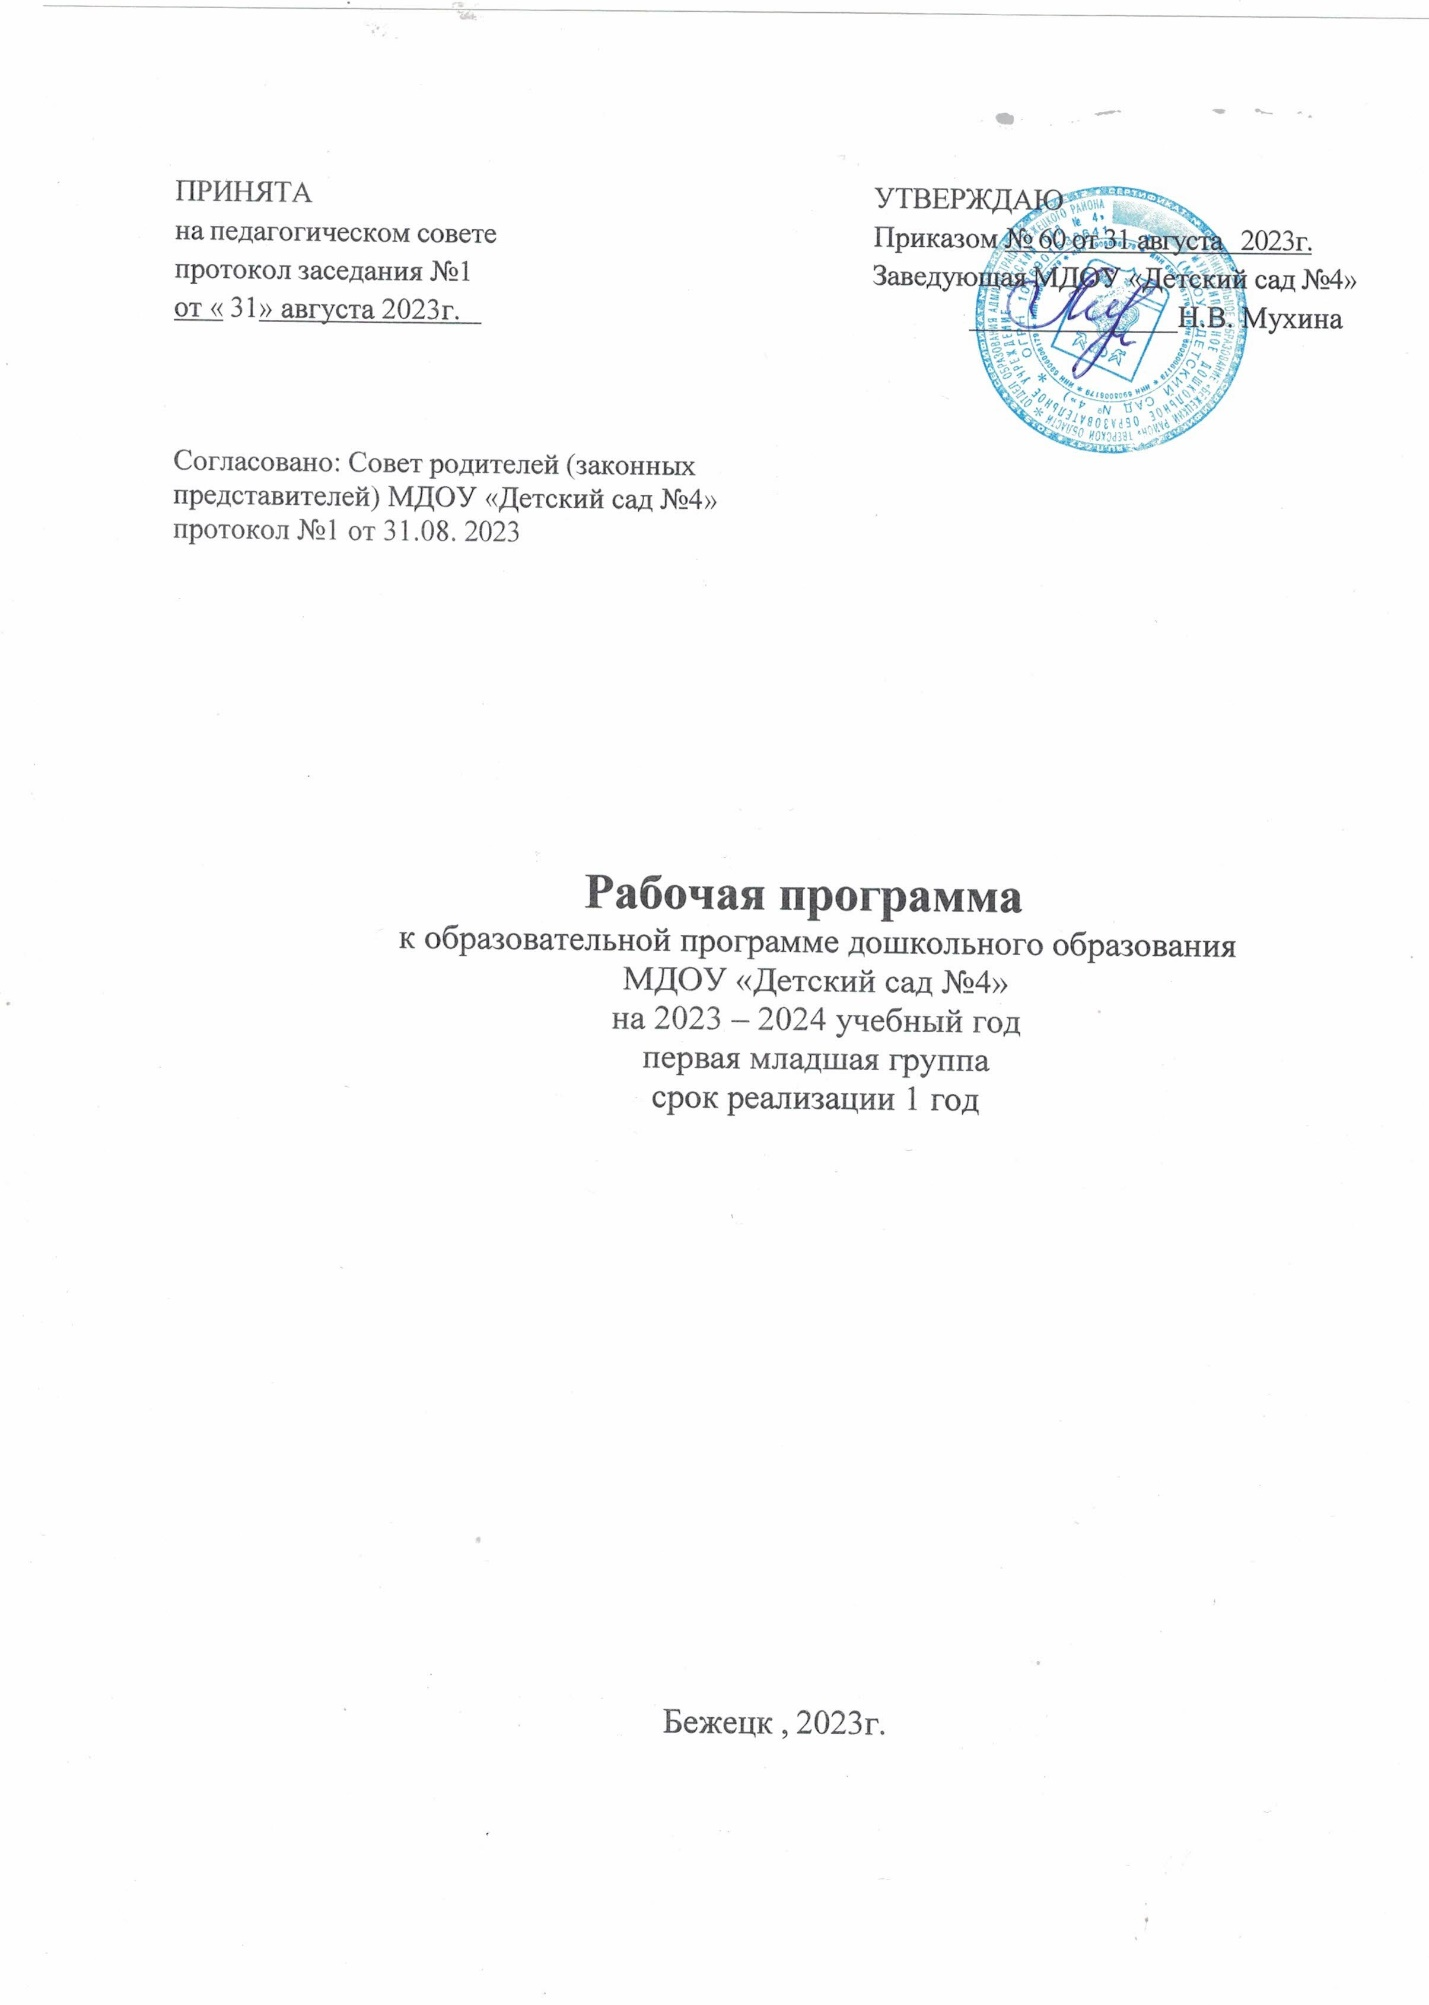 ПРИНЯТА
на педагогическом совете
протокол заседания №1
от « 31» августа 2023г.
УТВЕРЖДАЮ
Приказом № 60 от 31 августа 2023г.
Заведующая МДОУ «Детский сад №4»
Н.В. Мухина
Согласовано: Совет родителей (законных
представителей) МДОУ «Детский сад №4»
протокол №1 от 31.08. 2023
Рабочая программа
к образовательной программе дошкольного образования
МДОУ «Детский сад №4»
на 2023 – 2024 учебный год
первая младшая группа
срок реализации 1 год
Бежецк , 2023г.